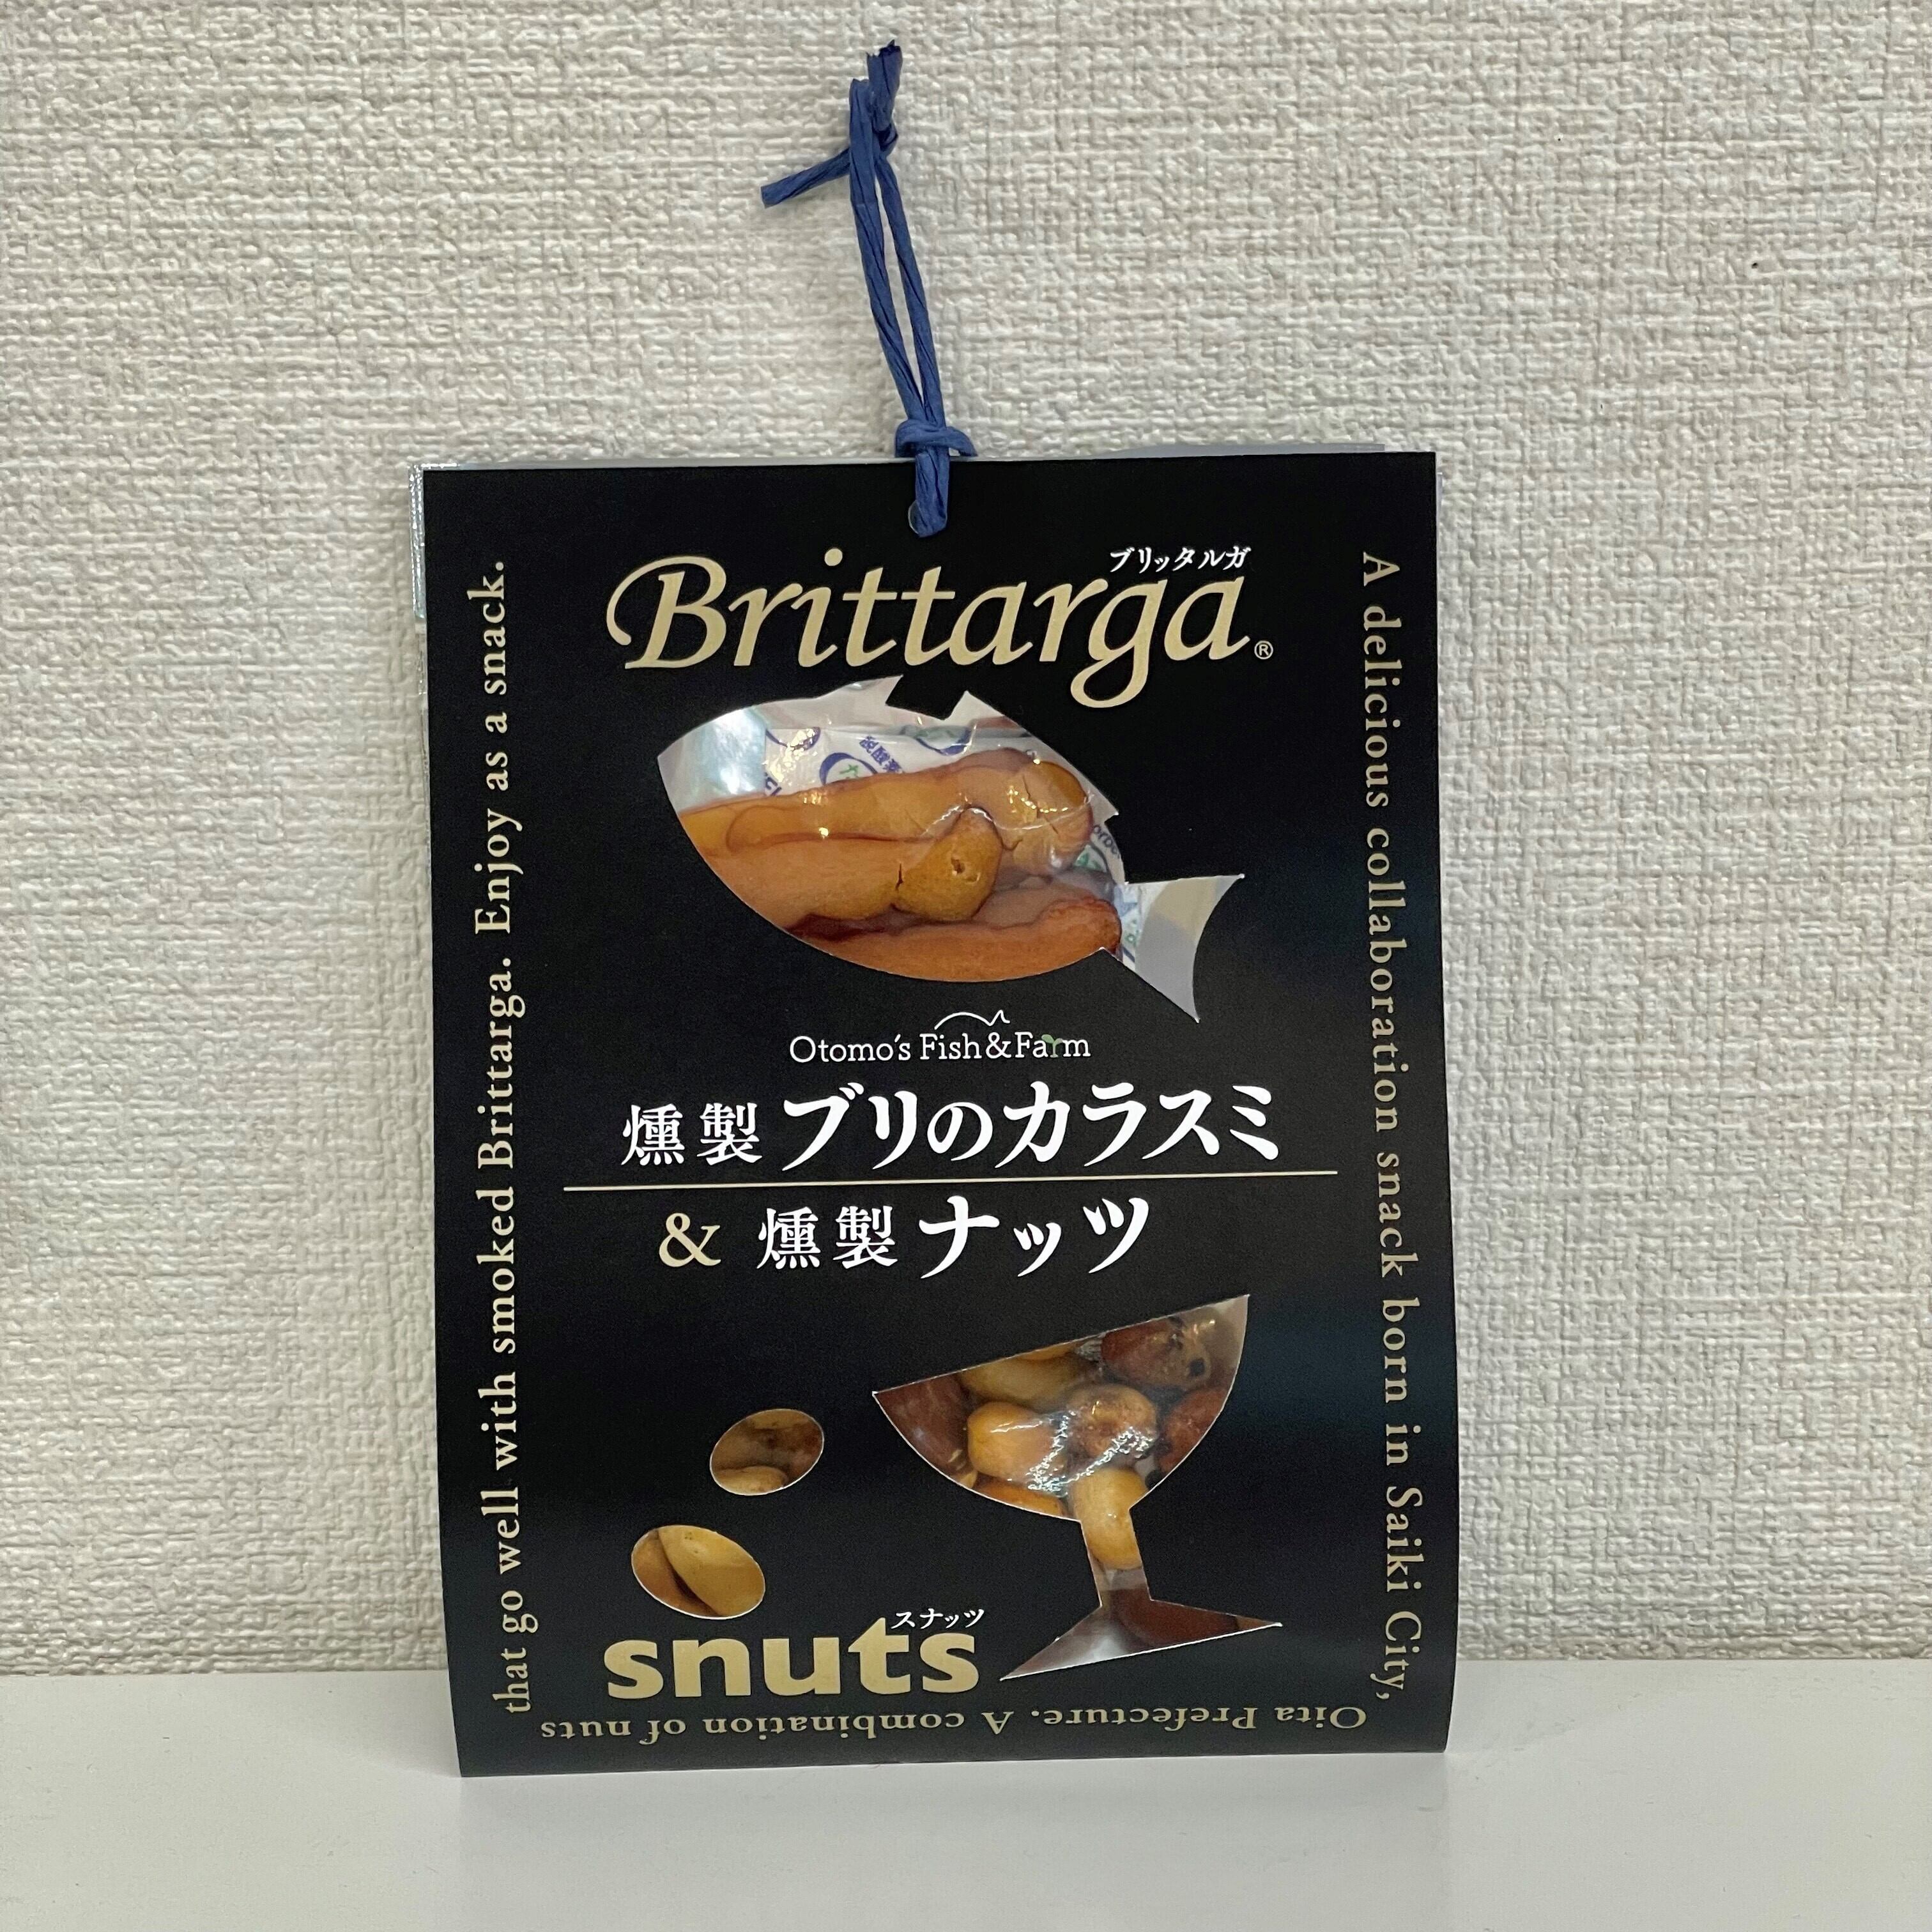 ブリッタルガ
Brittarga®
Otomo's Fish&Farm
燻製ブリのカラスミ
& 燻製ナッツ
スナッツ
snuts
A delicious collaboration snack born in Saiki City,
Oita Prefecture. A combination of nuts
that go well with smoked Brittarga. Enjoy as a snack.